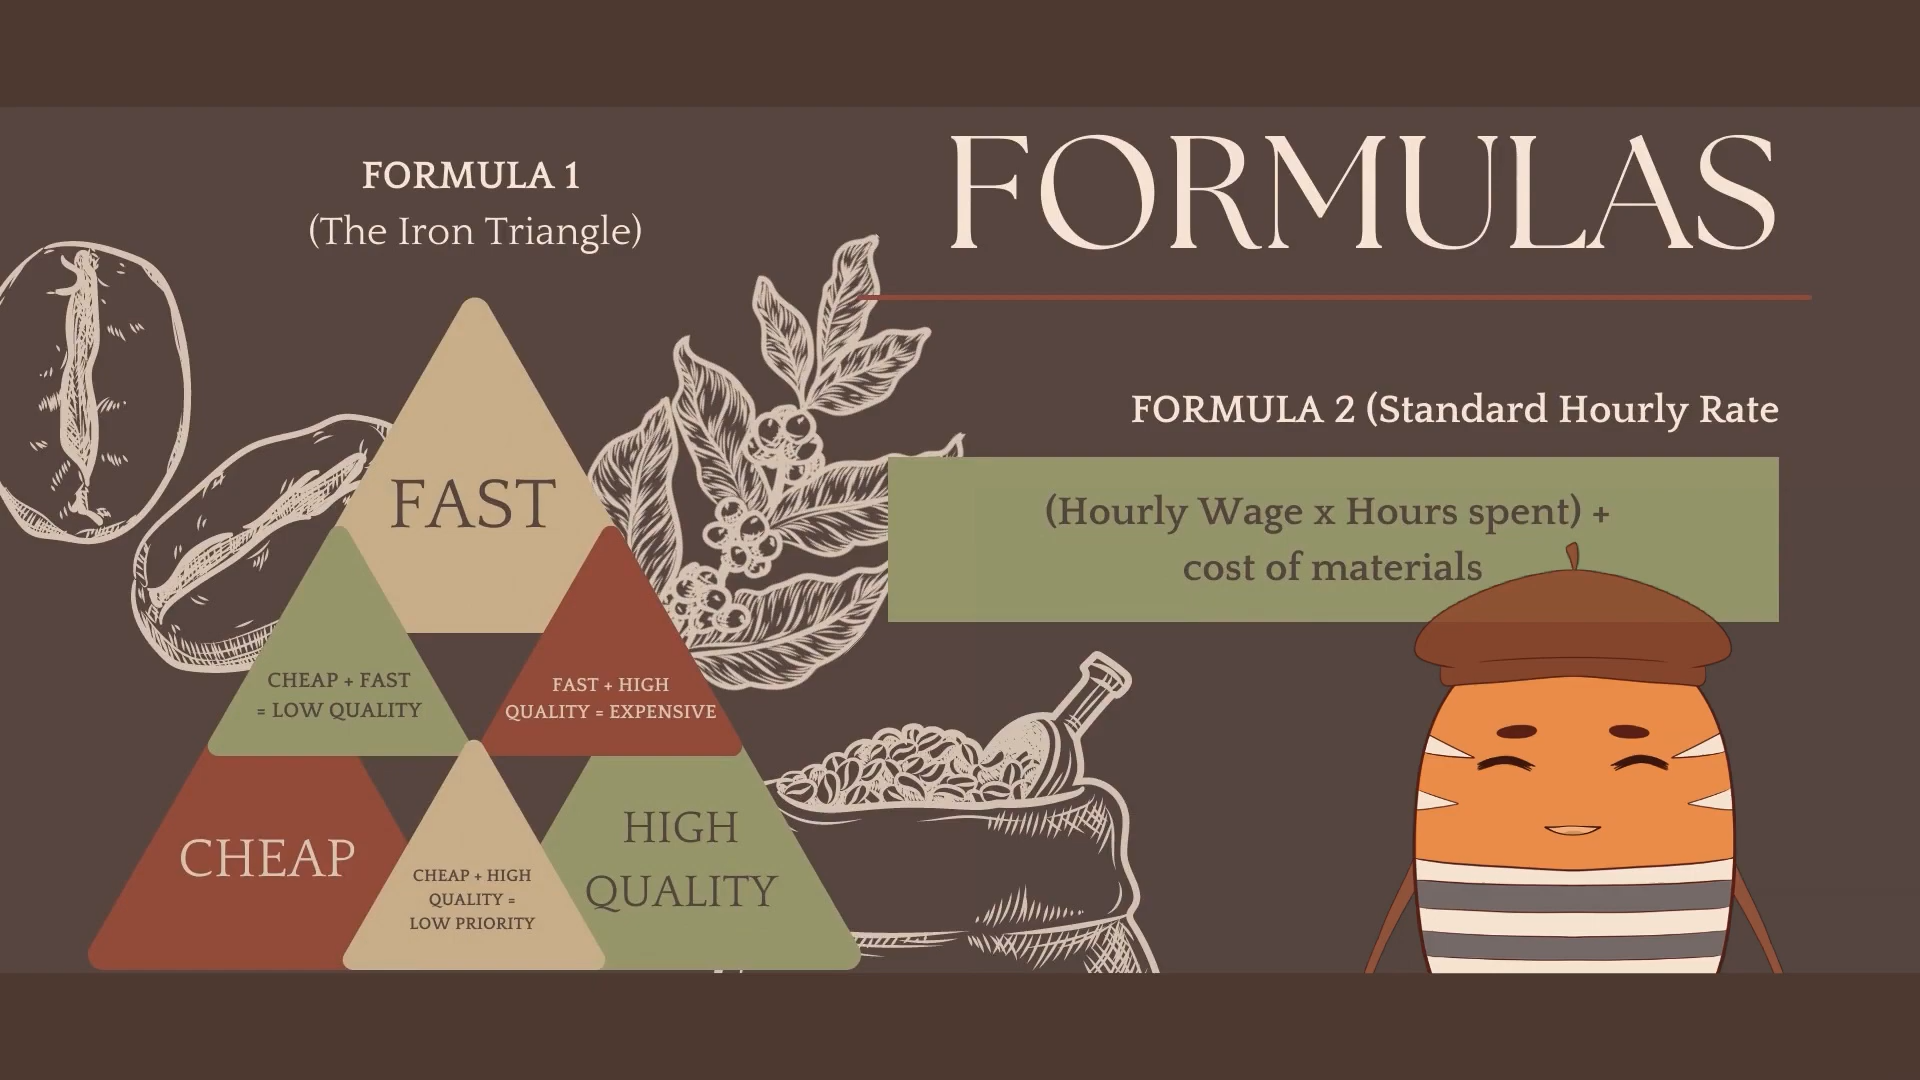 FORMULAS
FORMULA 1
(The Iron Triangle)
FAST
CHEAP + FAST
= LOW QUALITY
FAST + HIGH
QUALITY = EXPENSIVE
CHEAP
CHEAP + HIGH
QUALITY =
LOW PRIORITY
HIGH
QUALITY
FORMULA 2 (Standard Hourly Rate
(Hourly Wage x Hours spent) +
cost of materials